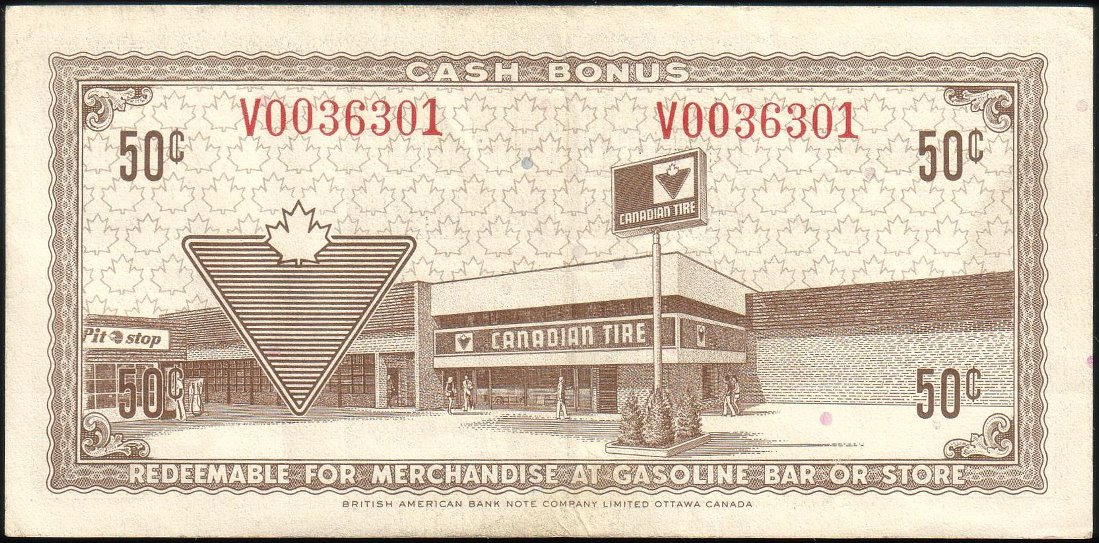 CASH BONUS
V0036301 V0036301
50¢ 50¢
CANADIAN TIRE
Pit stop
CANADIAN TIRE
50¢ 50¢
REDEEMABLE FOR MERCHANDISE AT GASOLINE BAR OR STORE
BRITISH AMERICAN BANK NOTE COMPANY LIMITED OTTAWA CANADA